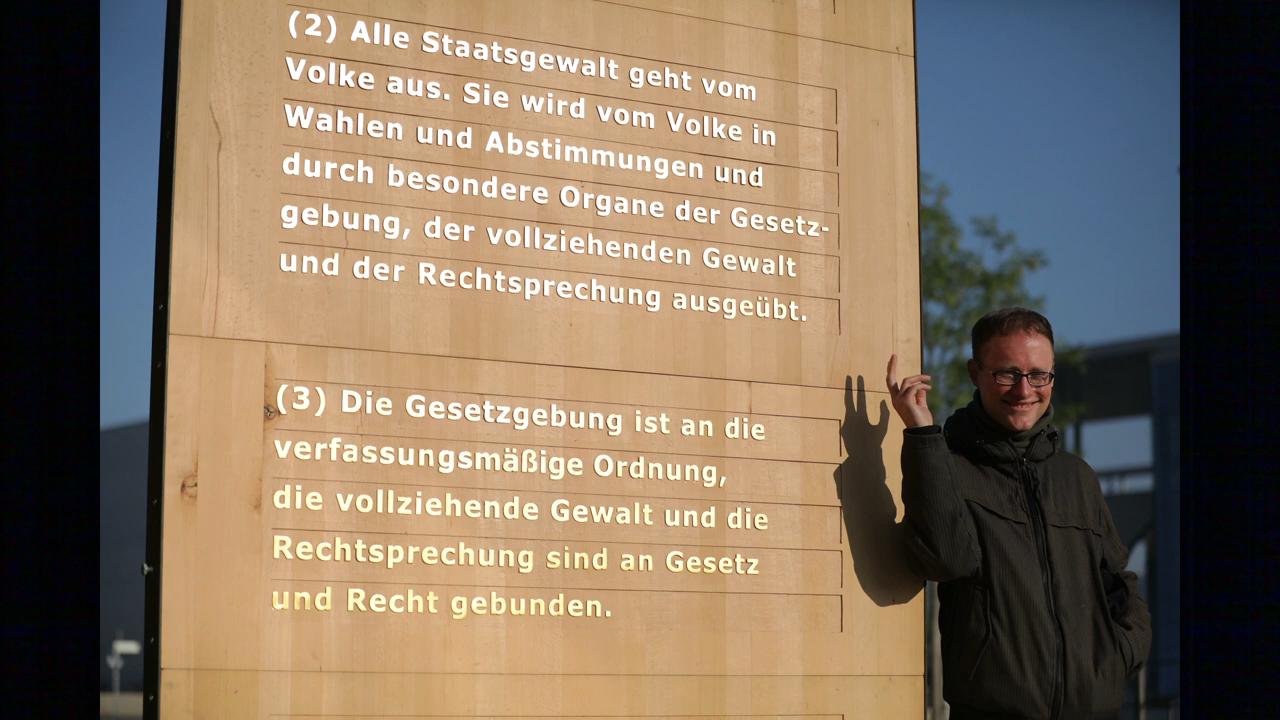 (2) Alle Staatsgewalt geht vom
Volke aus. Sie wird vom Volke in
Wahlen und Abstimmungen und
durch besondere Organe der Gesetz-
gebung, der vollziehenden Gewalt
und der Rechtsprechung ausgeübt.
(3) Die Gesetzgebung ist an die
verfassungsmäßige Ordnung,
die vollziehende Gewalt und die
Rechtsprechung sind an Gesetz
und Recht gebunden.